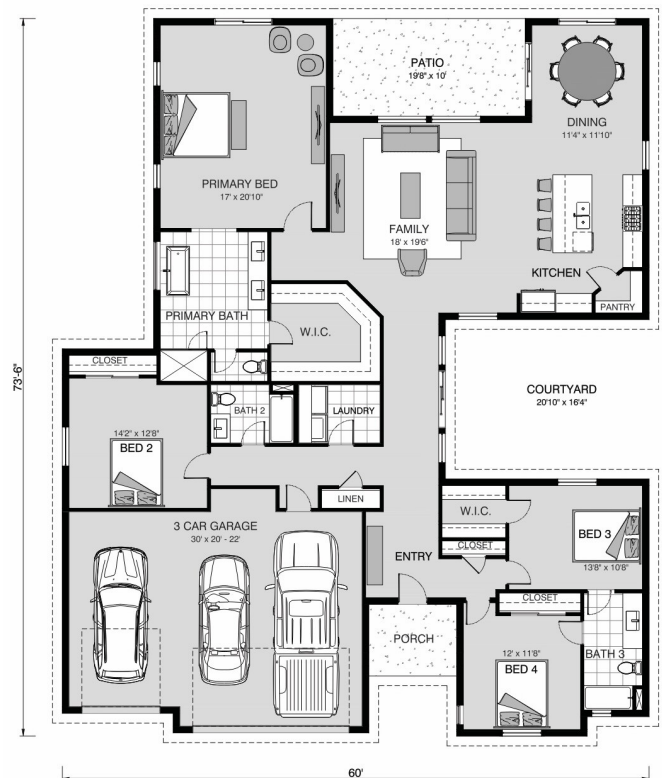 PATIO
19'8" x 10'
DINING
11'4" x 11'10"
PRIMARY BED
17' x 20'10"
FAMILY
18' x 19'6"
KITCHEN
PANTRY
PRIMARY BATH
W.I.C.
CLOSET
73'-6"
COURTYARD
20'10" x 16'4"
BATH 2
LAUNDRY
14'2" x 12'8"
BED 2
LINEN
W.I.C.
3 CAR GARAGE
30' x 20' - 22'
BED 3
13'8" x 10'8"
CLOSET
ENTRY
CLOSET
PORCH
12' x 11'8"
BED 4
BATH 3
60'